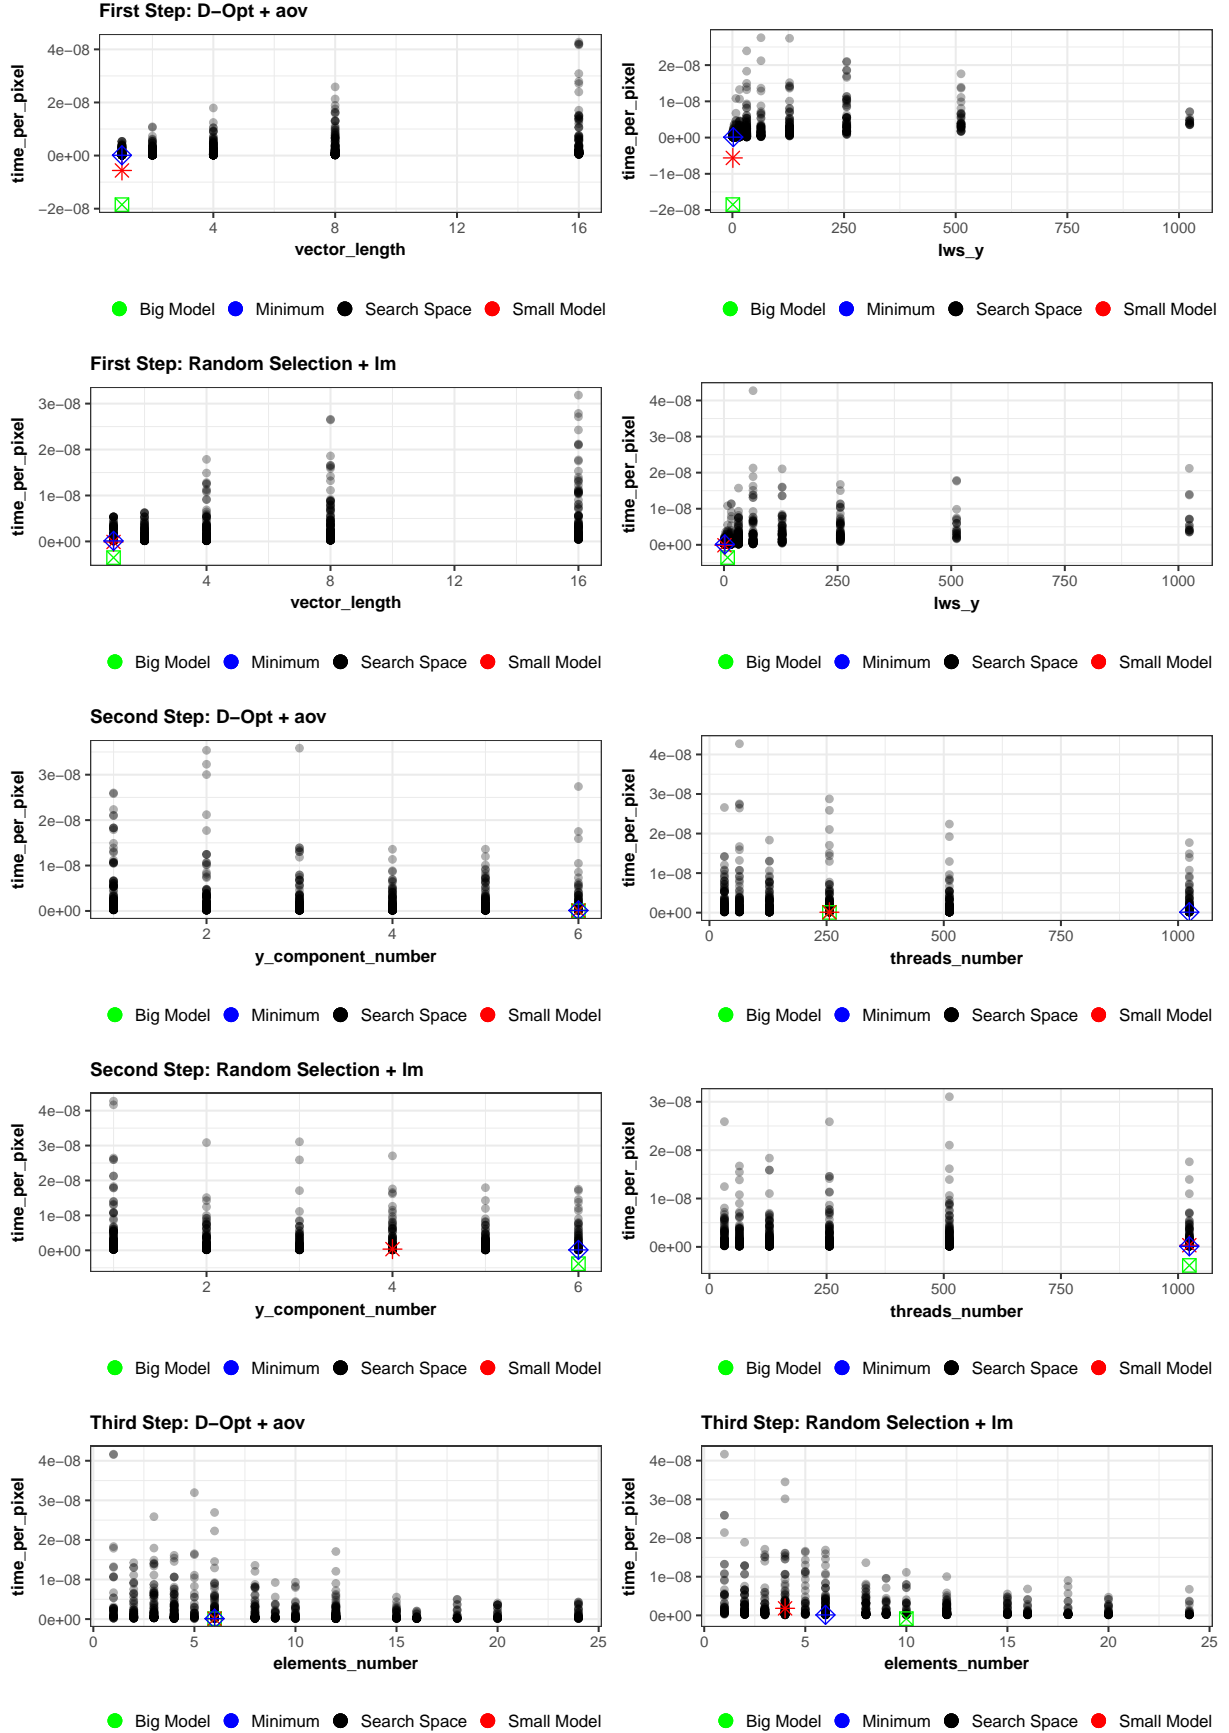 First Step: D−Opt + aov
time_per_pixel
4e−08
2e−08
0e+00
−2e−08
4 8 12 16
vector_length
time_per_pixel
2e−08
1e−08
0e+00
−1e−08
−2e−08
0 250 500 750 1000
lws_y
Big Model Minimum Search Space Small Model
Big Model Minimum Search Space Small Model
First Step: Random Selection + lm
time_per_pixel
3e−08
2e−08
1e−08
0e+00
4 8 12 16
vector_length
time_per_pixel
4e−08
3e−08
2e−08
1e−08
0e+00
0 250 500 750 1000
lws_y
Big Model Minimum Search Space Small Model
Big Model Minimum Search Space Small Model
Second Step: D−Opt + aov
time_per_pixel
3e−08
2e−08
1e−08
0e+00
2 4 6
y_component_number
time_per_pixel
4e−08
3e−08
2e−08
1e−08
0e+00
0 250 500 750 1000
threads_number
Big Model Minimum Search Space Small Model
Big Model Minimum Search Space Small Model
Second Step: Random Selection + lm
time_per_pixel
4e−08
3e−08
2e−08
1e−08
0e+00
2 4 6
y_component_number
time_per_pixel
3e−08
2e−08
1e−08
0e+00
0 250 500 750 1000
threads_number
Big Model Minimum Search Space Small Model
Big Model Minimum Search Space Small Model
Third Step: D−Opt + aov
time_per_pixel
4e−08
3e−08
2e−08
1e−08
0e+00
0 5 10 15 20 25
elements_number
Third Step: Random Selection + lm
time_per_pixel
4e−08
3e−08
2e−08
1e−08
0e+00
0 5 10 15 20 25
elements_number
Big Model Minimum Search Space Small Model
Big Model Minimum Search Space Small Model